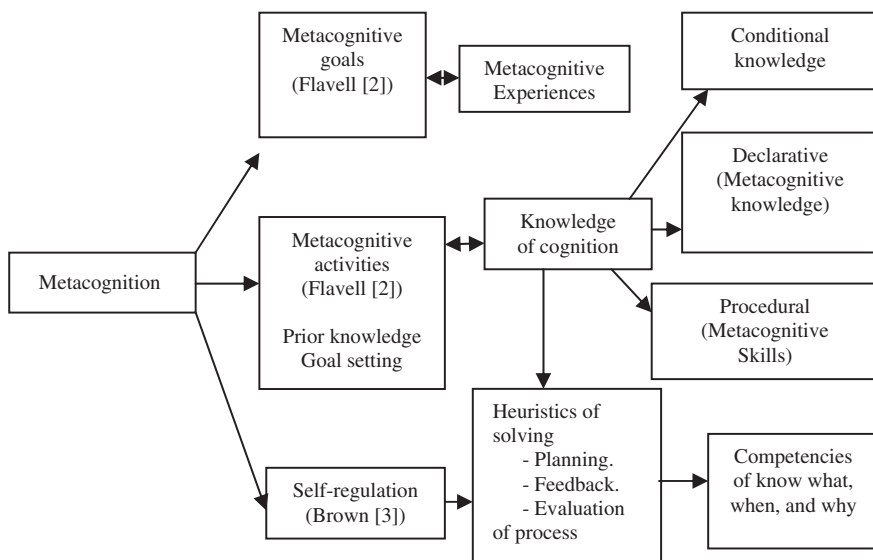 Metacognition
Metacognitive
goals
(Flavell [2])
Metacognitive
Experiences
Metacognitive
activities
(Flavell [2])
Prior knowledge
Goal setting
Knowledge
of cognition
Conditional
knowledge
Declarative
(Metacognitive
knowledge)
Procedural
(Metacognitive
Skills)
Self-regulation
(Brown [3])
Heuristics of
solving
- Planning.
- Feedback.
- Evaluation
of process
Competencies
of know what,
when, and why